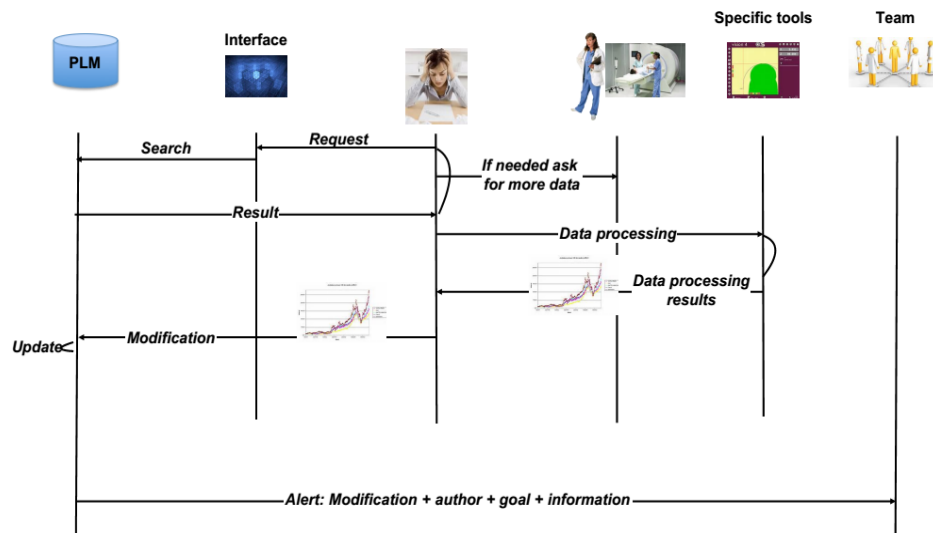 Specific tools
Team
Interface
PLM
Request
Search
If needed ask
for more data
Result
Data processing
Data processing
results
Modification
Update
Alert: Modification + author + goal + information